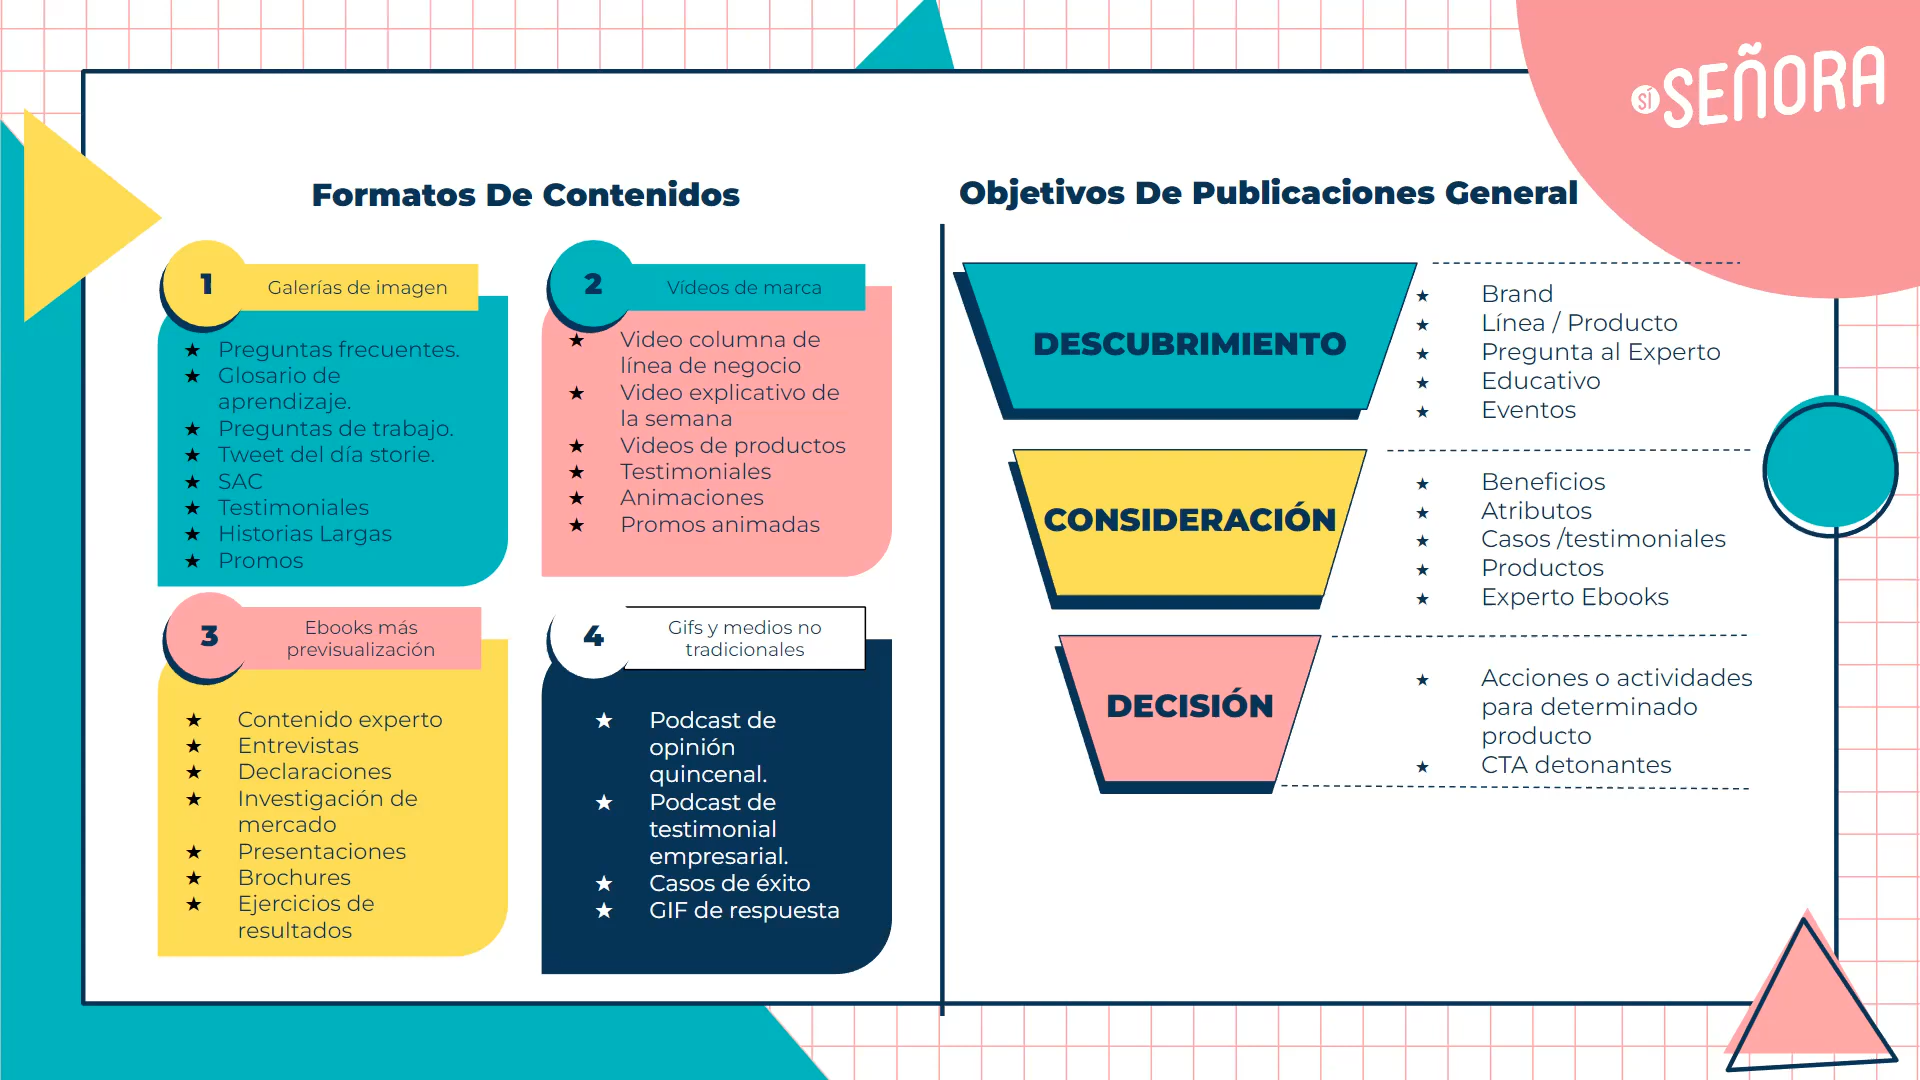 SÍ SEÑORA
Formatos De Contenidos
1
Galerías de imagen
★ Preguntas frecuentes.
★ Glosario de
aprendizaje.
★ Preguntas de trabajo.
★ Tweet del día storie.
★ SAC
★ Testimoniales
★ Historias Largas
★ Promos
2
Vídeos de marca
★ Video columna de
línea de negocio
★ Video explicativo de
la semana
★ Videos de productos
★ Testimoniales
★ Animaciones
★ Promos animadas
3
Ebooks más
previsualización
★ Contenido experto
★ Entrevistas
★ Declaraciones
★ Investigación de
mercado
★ Presentaciones
★ Brochures
★ Ejercicios de
resultados
4
Gifs y medios no
tradicionales
★ Podcast de
opinión
quincenal.
★ Podcast de
testimonial
empresarial.
★ Casos de éxito
★ GIF de respuesta
Objetivos De Publicaciones General
DESCUBRIMIENTO
★ Brand
★ Línea / Producto
★ Pregunta al Experto
★ Educativo
★ Eventos
CONSIDERACIÓN
★ Beneficios
★ Atributos
★ Casos /testimoniales
★ Productos
★ Experto Ebooks
DECISIÓN
★ Acciones o actividades
para determinado
producto
★ CTA detonantes